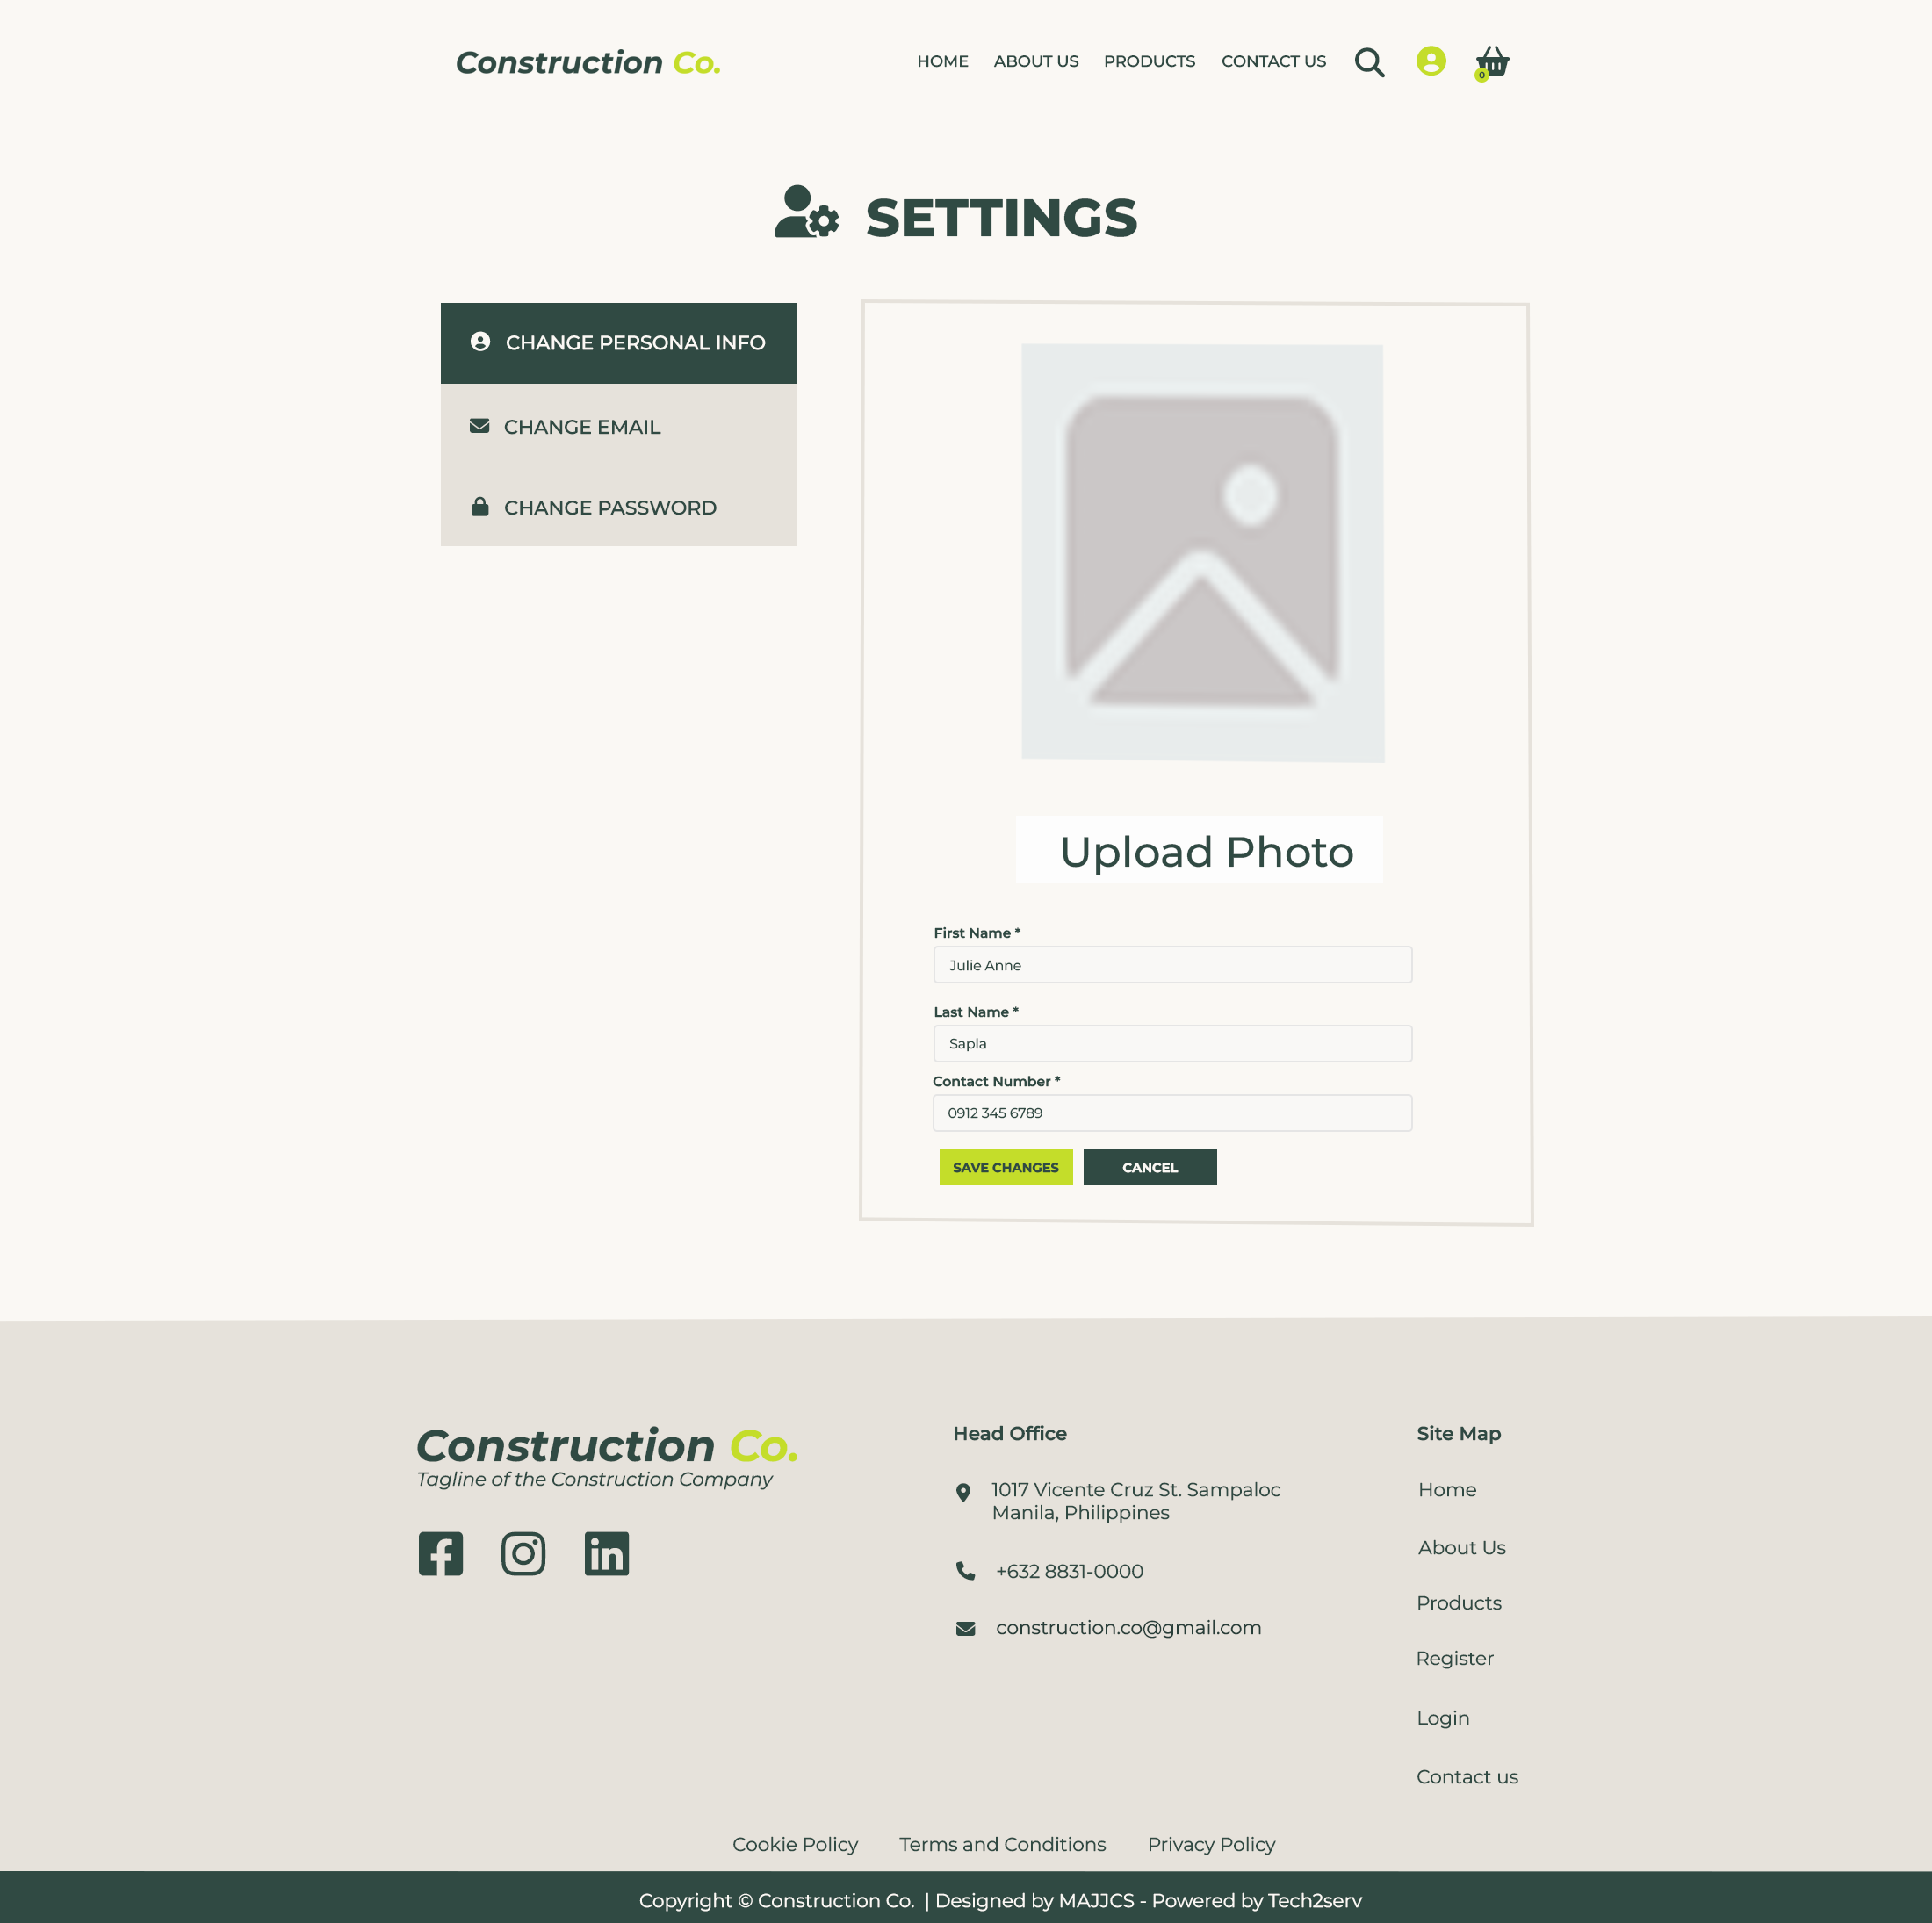 Construction Co.
HOME ABOUT US PRODUCTS CONTACT US
0
SETTINGS
CHANGE PERSONAL INFO
CHANGE EMAIL
CHANGE PASSWORD
Upload Photo
First Name *
Julie Anne
Last Name *
Sapla
Contact Number *
0912 345 6789
SAVE CHANGES CANCEL
Construction Co.
Tagline of the Construction Company
Head Office
1017 Vicente Cruz St. Sampaloc
Manila, Philippines
+632 8831-0000
construction.co@gmail.com
Site Map
Home
About Us
Products
Register
Login
Contact us
Cookie Policy Terms and Conditions Privacy Policy
Copyright © Construction Co. | Designed by MAJJCS - Powered by Tech2serv